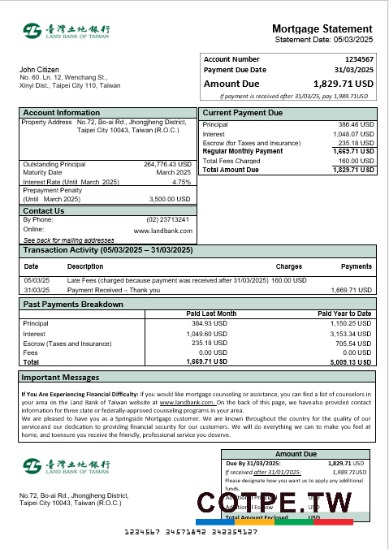 臺灣土地銀行
LAND BANK OF TAIWAN
Mortgage Statement
Statement Date: 05/03/2025
John Citizen
No. 60. Ln. 12, Wenchang St.,
Xinyi Dist., Taipei City 110, Taiwan
Account Number 1234567
Payment Due Date 31/03/2025
Amount Due 1,829.71 USD
If payment is received after 31/03/25, pay 1,989.71USD
Account Information
Property Address No.72, Bo-ai Rd., Jhongjheng District,
Taipei City 10043, Taiwan (R.O.C.)
Outstanding Principal 264,776.43 USD
Maturity Date March 2025
Interest Rate (Until March 2025) 4.75%
Prepayment Penalty
(Until March 2025) 3,500.00 USD
Contact Us
By Phone: (02) 23713241
Online: www.landbank.com
See back for mailing addresses
Current Payment Due
Principal 386.46 USD
Interest 1,048.07 USD
Escrow (for Taxes and Insurance) 235.18 USD
Regular Monthly Payment 1,669.71 USD
Total Fees Charged 160.00 USD
Total Amount Due 1,829.71 USD
Transaction Activity (05/03/2025 – 31/03/2025)
Date Description Charges Payments
05/03/25 Late Fees (charged because payment was received after 31/03/2025) 160.00 USD
31/03/25 Payment Received – Thank you 1,669.71 USD
Past Payments Breakdown
Paid Last Month Paid Year to Date
Principal 384.93 USD 1,150.25 USD
Interest 1,049.60 USD 3,153.34 USD
Escrow (Taxes and Insurance) 235.18 USD 705.54 USD
Fees 0.00 USD 0.00 USD
Total 1,669.71 USD 5,009.13 USD
Important Messages
If You Are Experiencing Financial Difficulty: If you would like mortgage counseling or assistance, you can find a list of counselors in
your area on the Land Bank of Taiwan website at www.landbank.com. On the back of this page, we have also provided contact
information for three state or federally-approved counseling programs in your area.
We are pleased to have you as a Springside Mortgage customer. We are known throughout the country for the quality of our
service and our dedication to providing financial security for our customers. We will do everything we can to make you feel at
home, and to ensure you receive the friendly, professional service you deserve.
臺灣土地銀行
LAND BANK OF TAIWAN
No.72, Bo-ai Rd., Jhongjheng District,
Taipei City 10043, Taiwan (R.O.C.)
Amount Due
Due By 31/03/2025: 1,829.71 USD
If received after 31/01/2025: 1,989.71 USD
Please designate how you want us to apply any additional
funds.
Additional
Additional
Total Amount Enclosed
CCTPE.TW
1234567 34571892 342359127